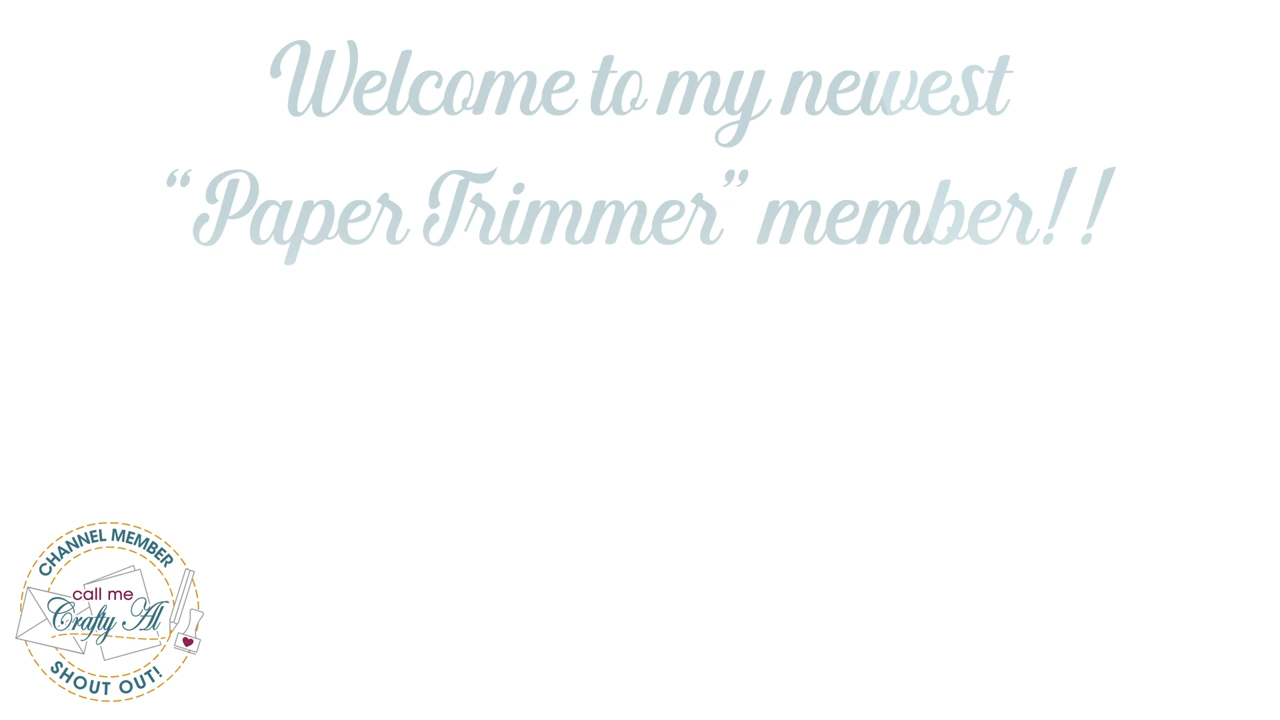 Welcome to my newest
“Paper Trimmer” member!!
CHANNEL MEMBER
call me
Crafty Al
SHOUT OUT!